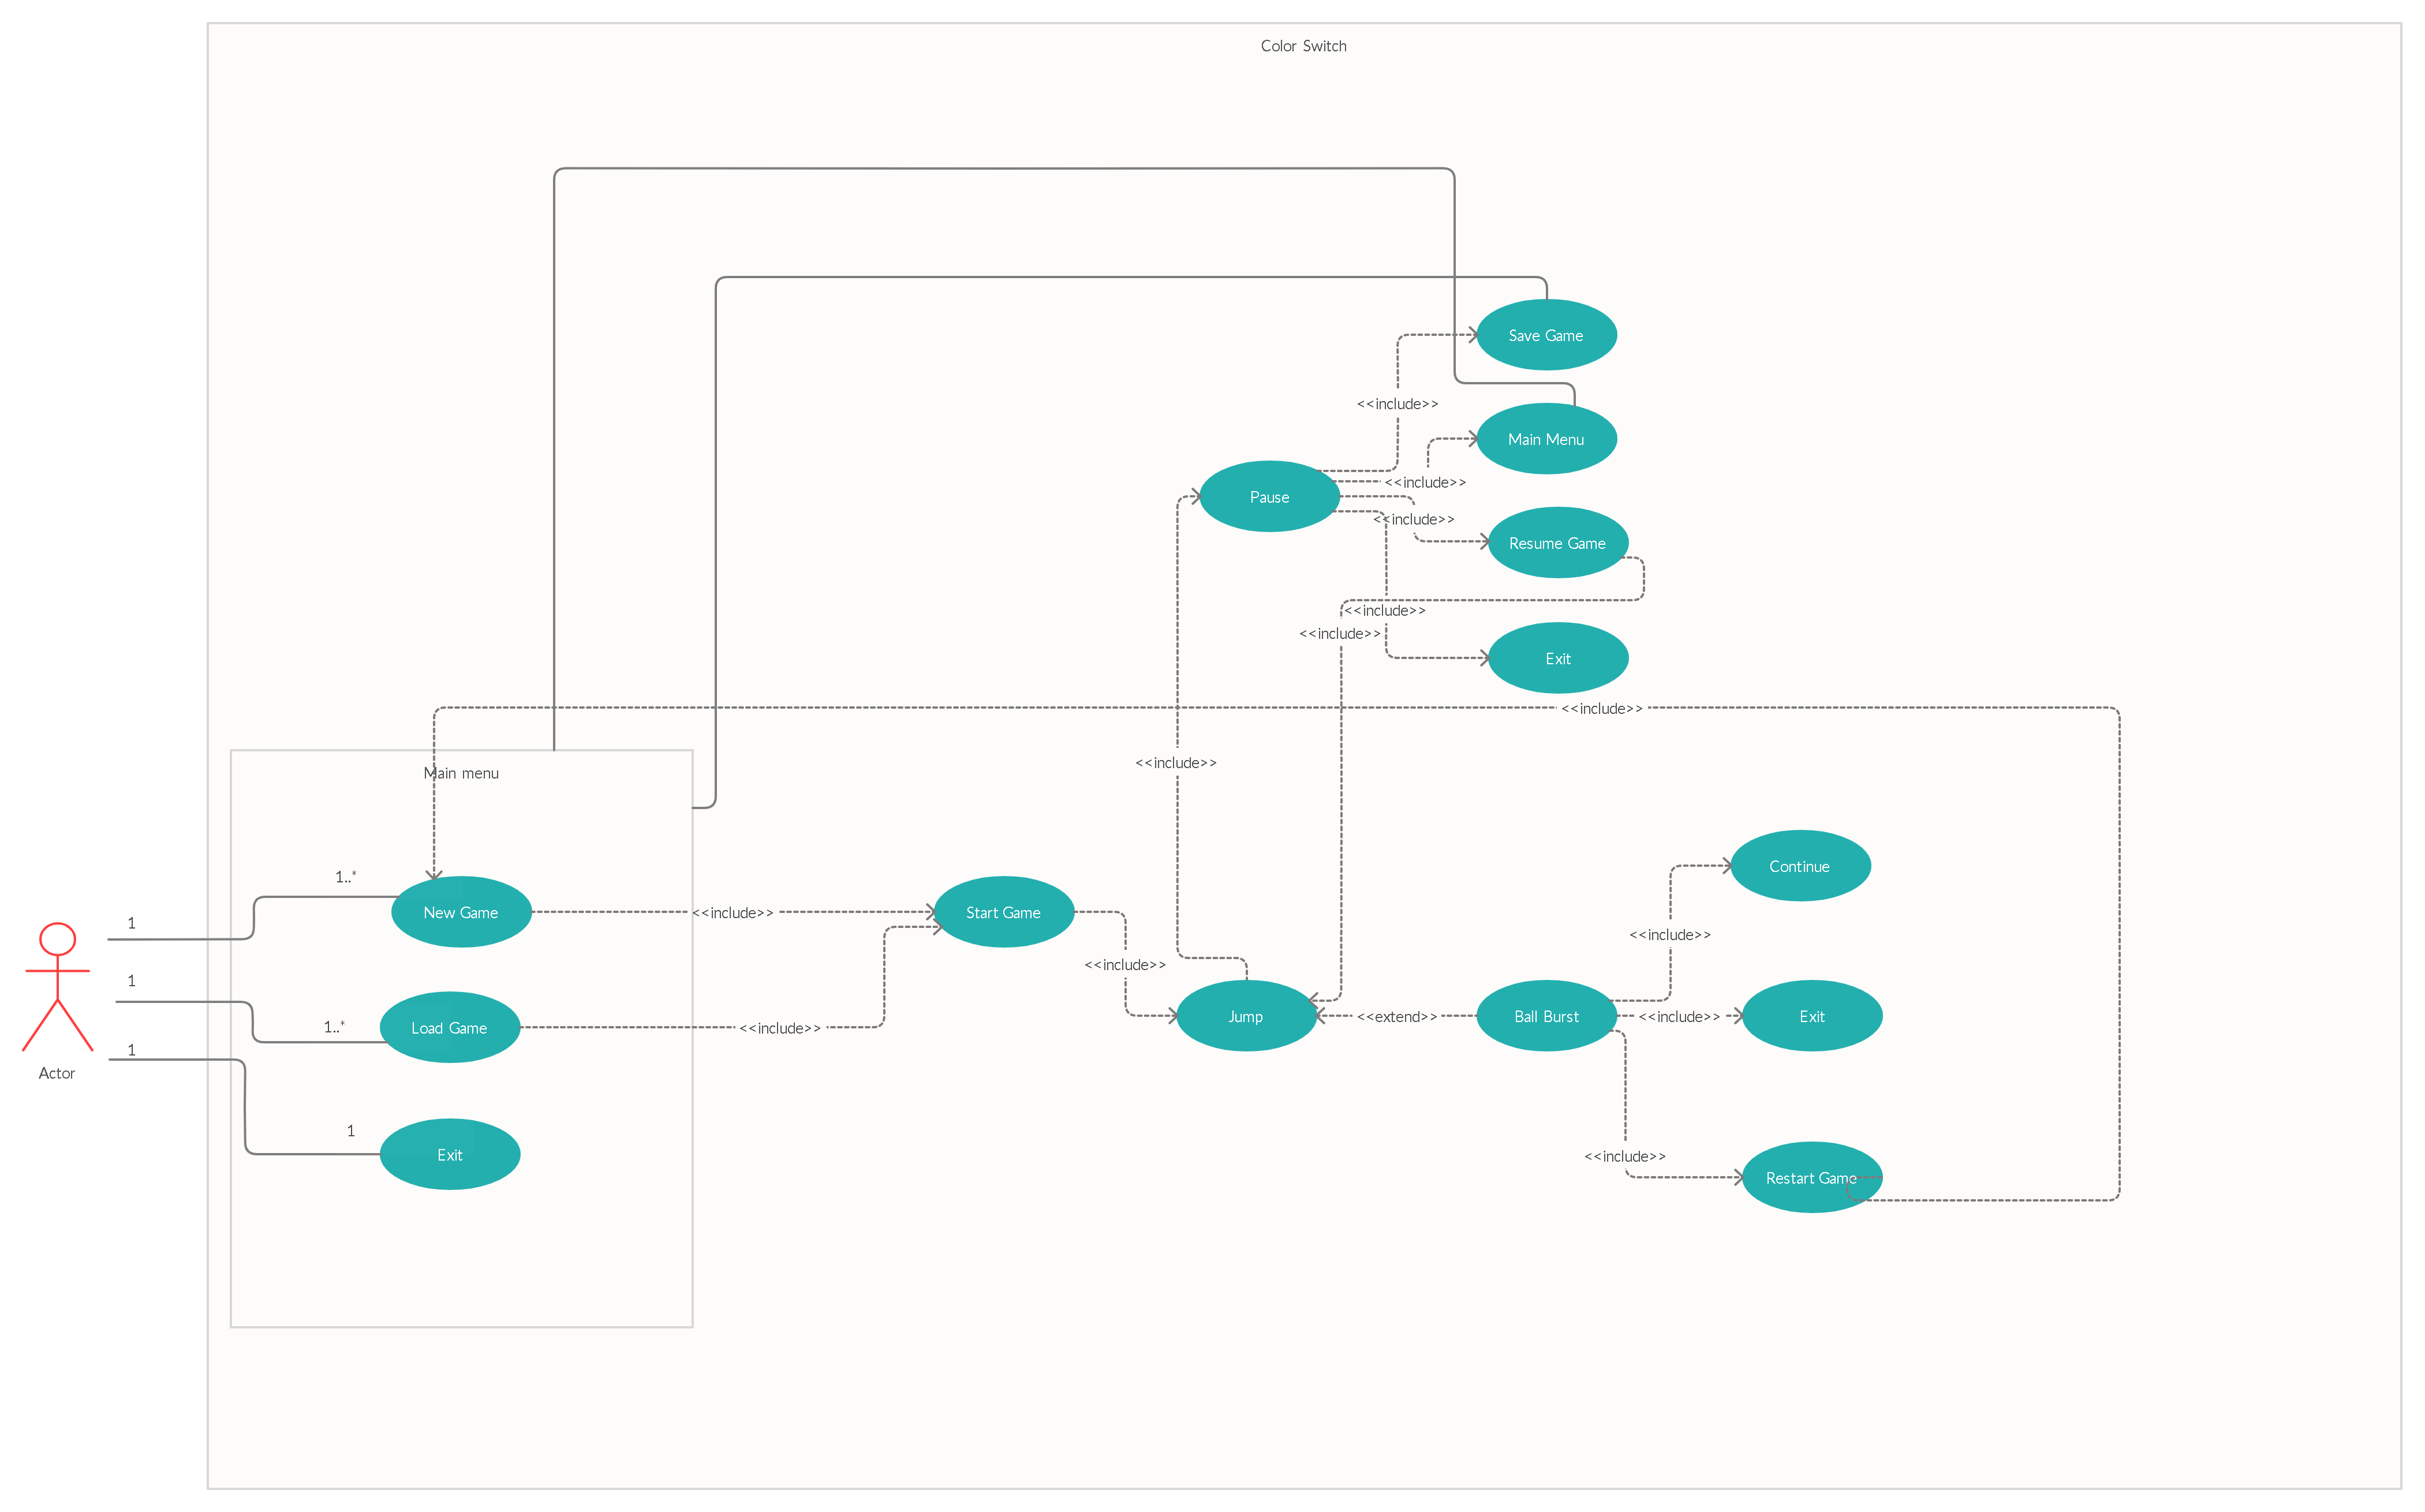 Color Switch
Save Game
<<include>>
Main Menu
<<include>>
Pause
<<include>>
Resume Game
<<include>>
<<include>>
Exit
<<include>>
<<include>>
Main menu
Continue
1..*
New Game
<<include>>
Start Game
1
<<include>>
<<include>>
1
Jump
<<extend>>
Ball Burst
<<include>>
Exit
1..*
Load Game
<<include>>
1
Actor
1
Exit
<<include>>
Restart Game